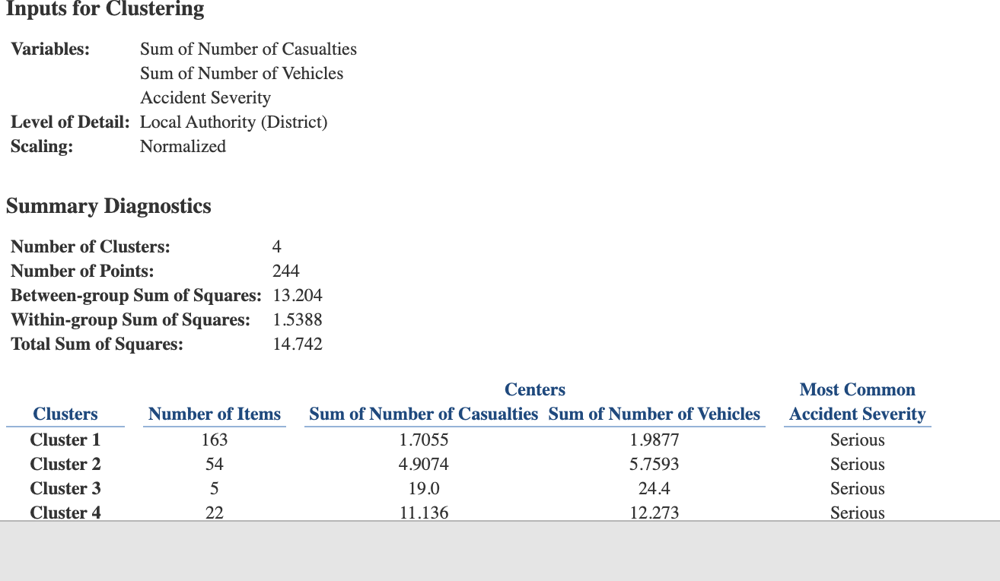 Inputs for Clustering
Variables: Sum of Number of Casualties
Sum of Number of Vehicles
Accident Severity
Level of Detail: Local Authority (District)
Scaling: Normalized
Summary Diagnostics
Number of Clusters: 4
Number of Points: 244
Between-group Sum of Squares: 13.204
Within-group Sum of Squares: 1.5388
Total Sum of Squares: 14.742
Centers Most Common
Clusters Number of Items Sum of Number of Casualties Sum of Number of Vehicles Accident Severity
Cluster 1 163 1.7055 1.9877 Serious
Cluster 2 54 4.9074 5.7593 Serious
Cluster 3 5 19.0 24.4 Serious
Cluster 4 22 11.136 12.273 Serious